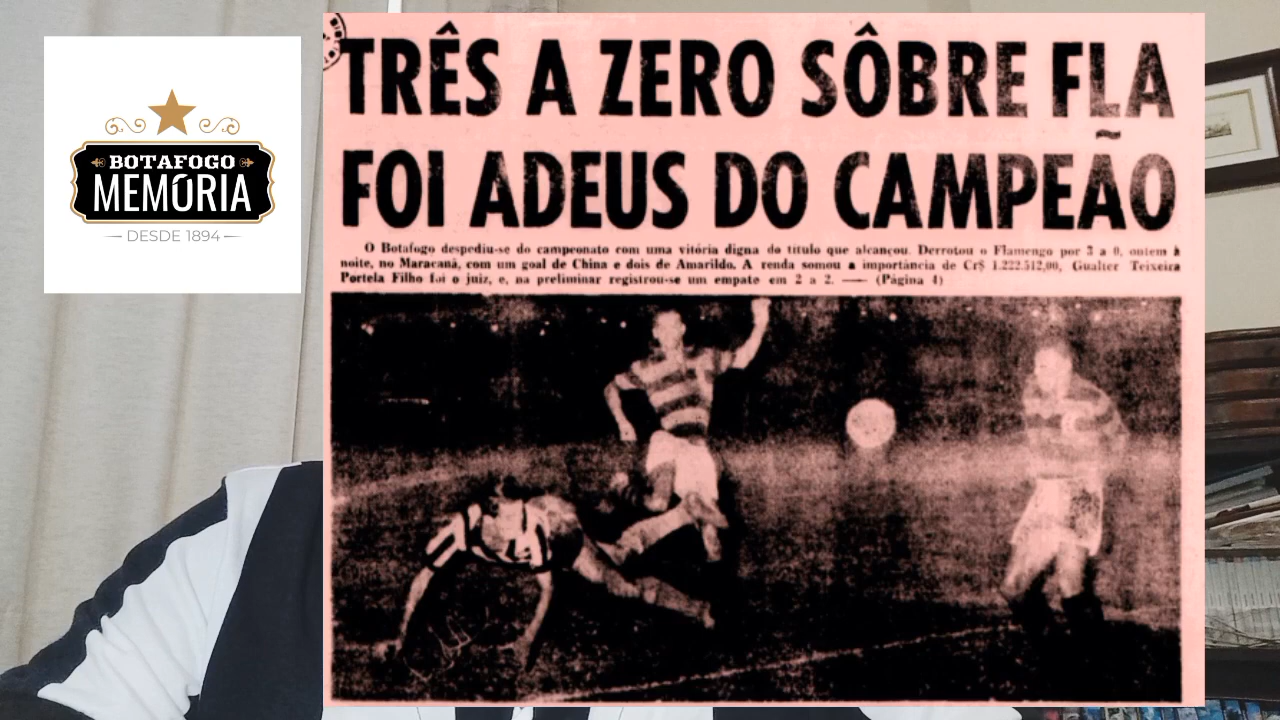 BOTAFOGO
MEMÓRIA
DESDE 1894
TRÊS A ZERO SÔBRE FLA
FOI ADEUS DO CAMPEÃO
O Botafogo despediu-se do campeonato com uma vitória digna do título que alcançou. Derrotou o Flamengo por 3 a 0, ontem à
noite, no Maracanã, com um goal de China e dois de Amarildo. A renda somou a importância de Cr$ 1.222.512,00, Gualter Teixeira
Portela Filho foi o juiz, e, na preliminar registrou-se um empate em 2 a 2. — (Página 4)